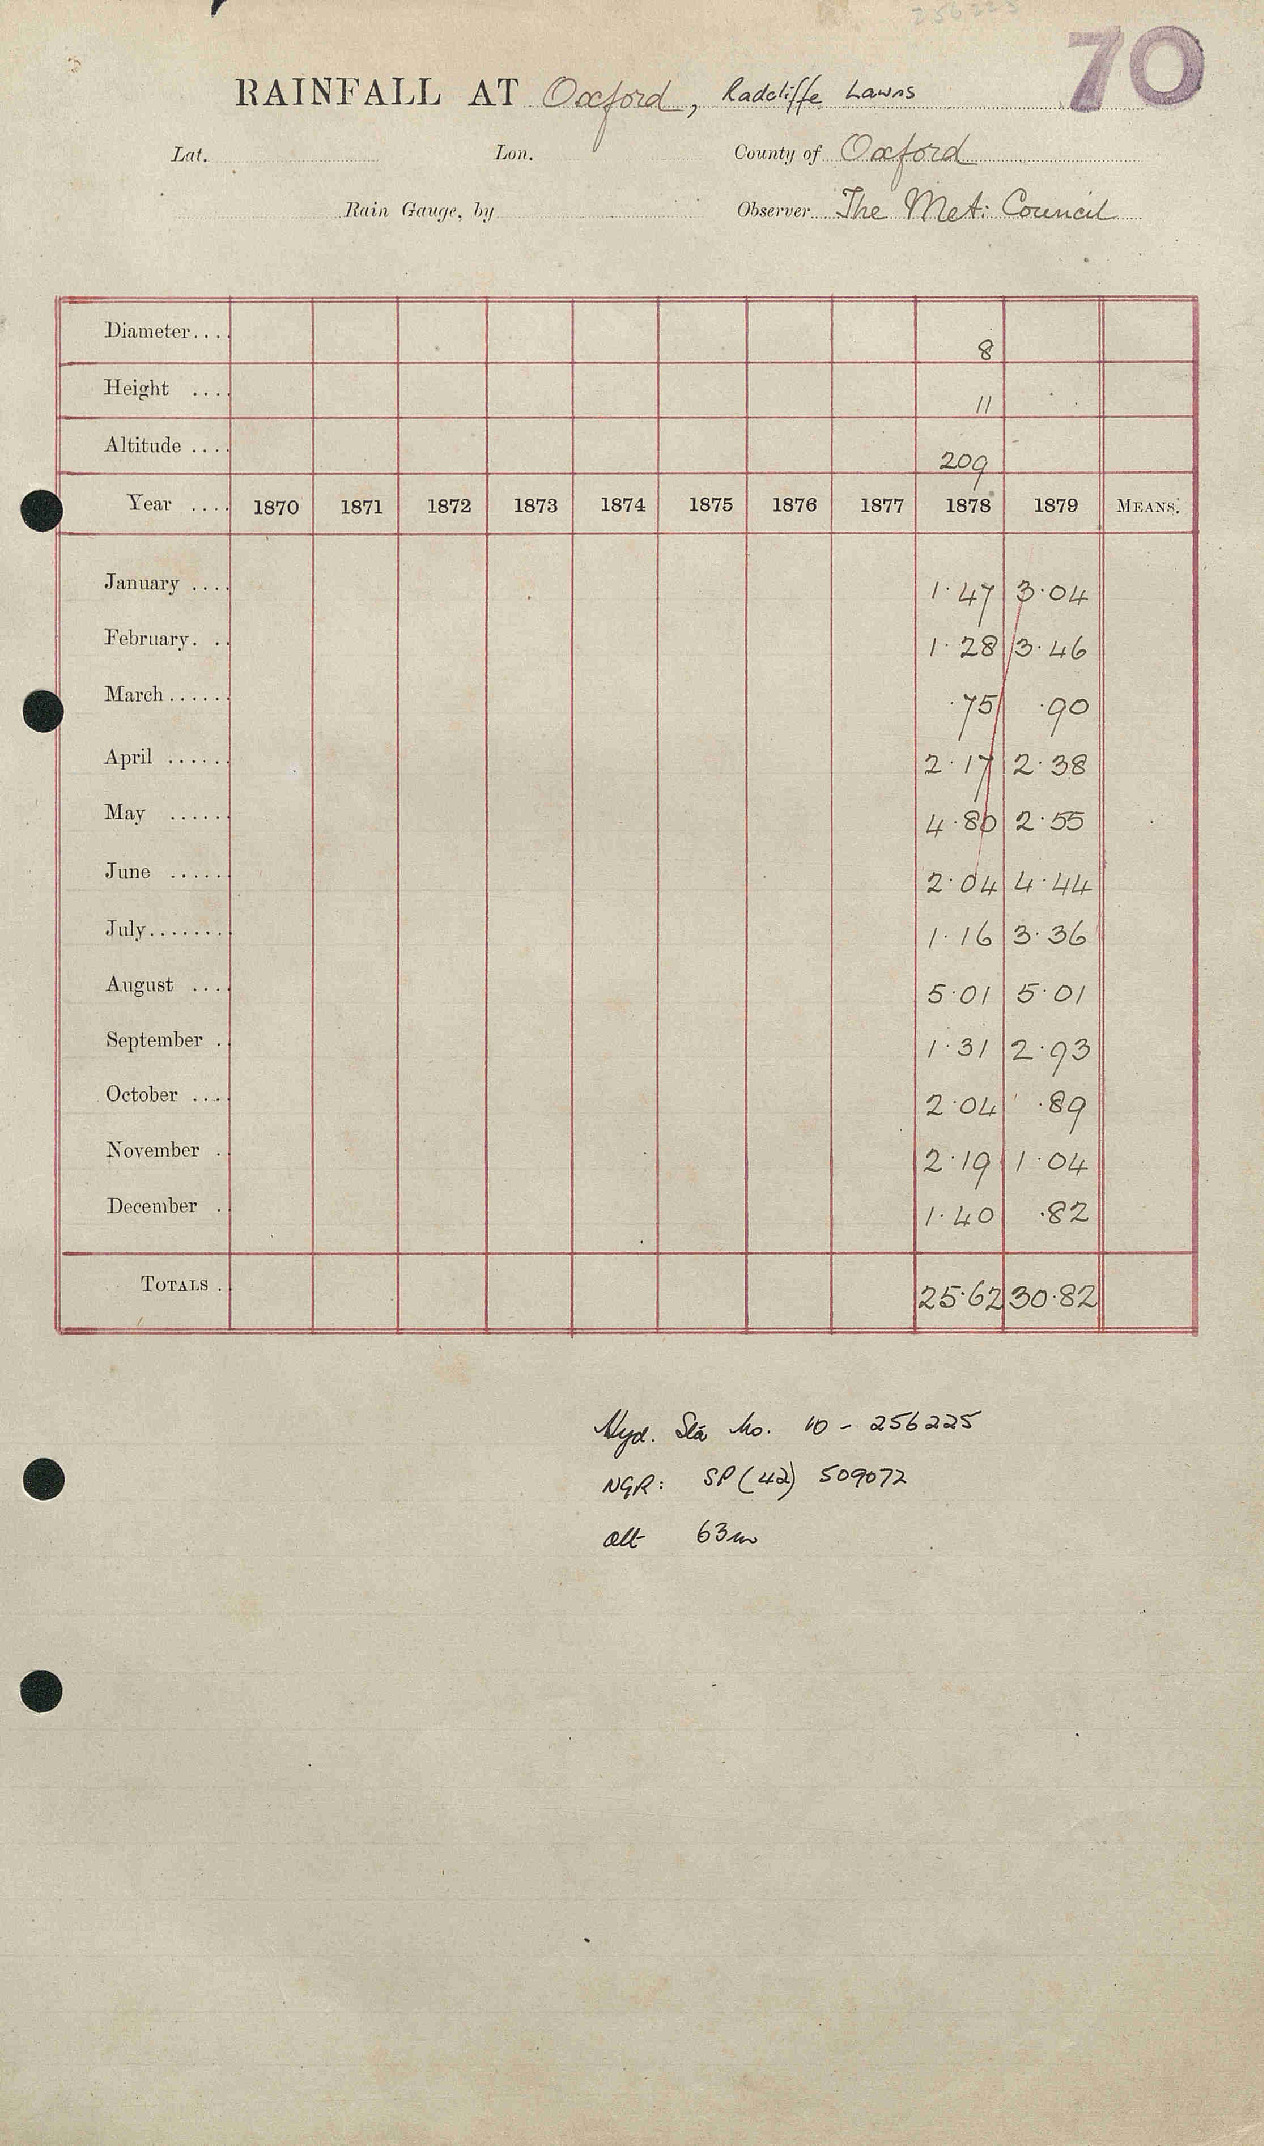 256225
70
RAINFALL AT Oxford, Radcliffe Lawns
Lat. Lon. County of Oxford
Rain Gauge, by Observer The Met: Council
Diameter.... 8
Height .... 11
Altitude .... 209
Year .... 1870 1871 1872 1873 1874 1875 1876 1877 1878 1879 MEANS.
January .... 1.47 3.04
February. .. 1.28 3.46
March...... .75 .90
April ...... 2.17 2.38
May ...... 4.80 2.55
June ...... 2.04 4.44
July....... 1.16 3.36
August .... 5.01 5.01
September . 1.31 2.93
October .... 2.04 .89
November . 2.19 1.04
December . 1.40 .82
TOTALS . 25.62 30.82
Hyd. Sta No. 10 - 256225
NGR: SP (42) 509072
alt 63m